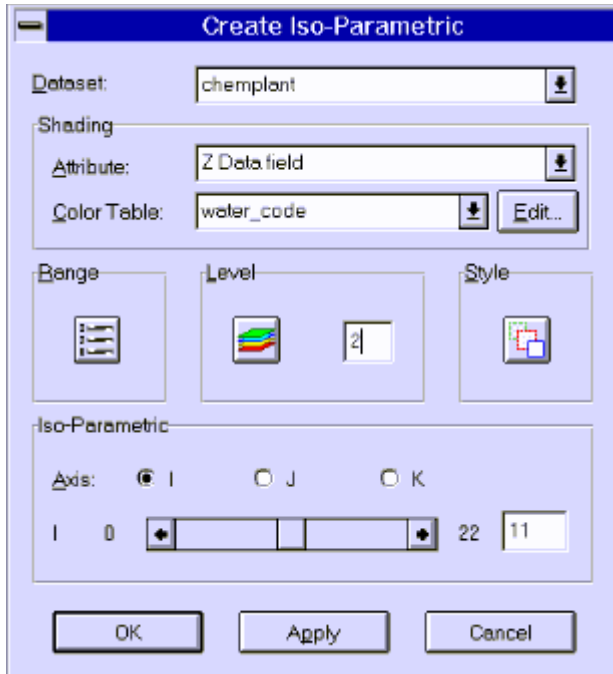 Create Iso-Parametric
Dataset: chemplant
Shading
Attribute: Z Data field
Color Table: water_code Edit...
Range Level Style
2
Iso-Parametric
Axis: I J K
I 0 22 11
OK Apply Cancel